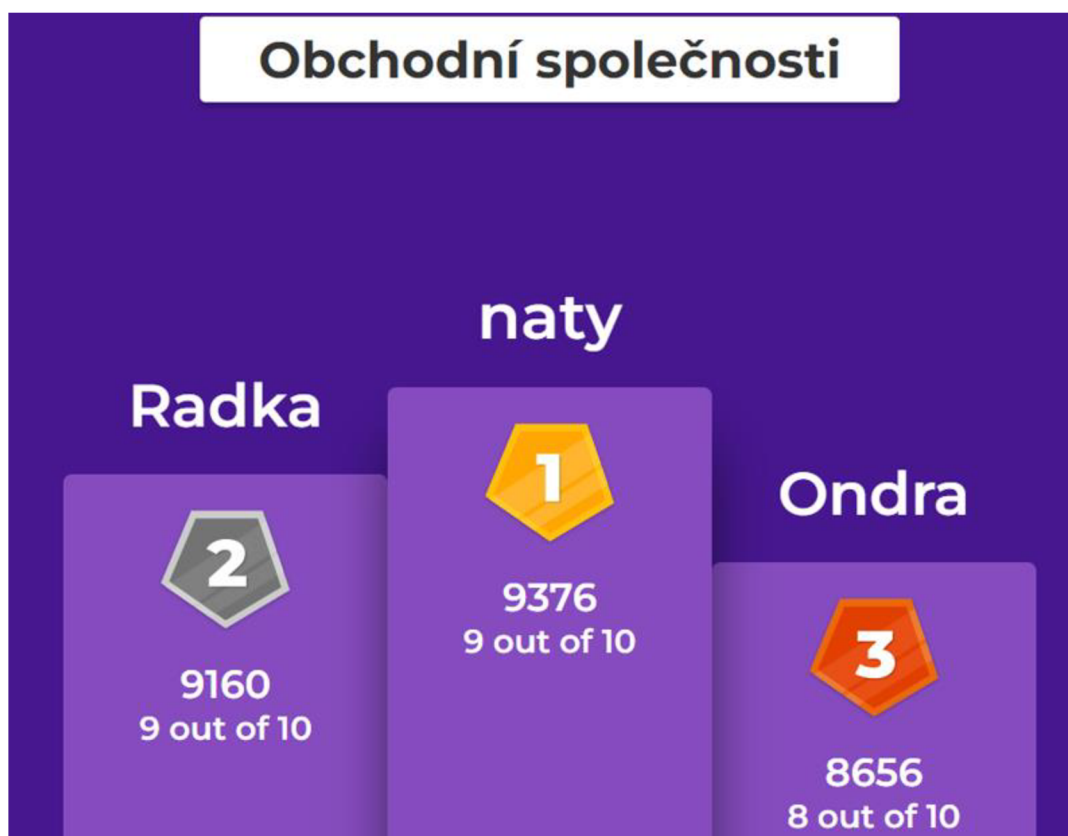 Obchodní společnosti
naty
Radka
Ondra
1
2
9376
9 out of 10
3
9160
9 out of 10
8656
8 out of 10